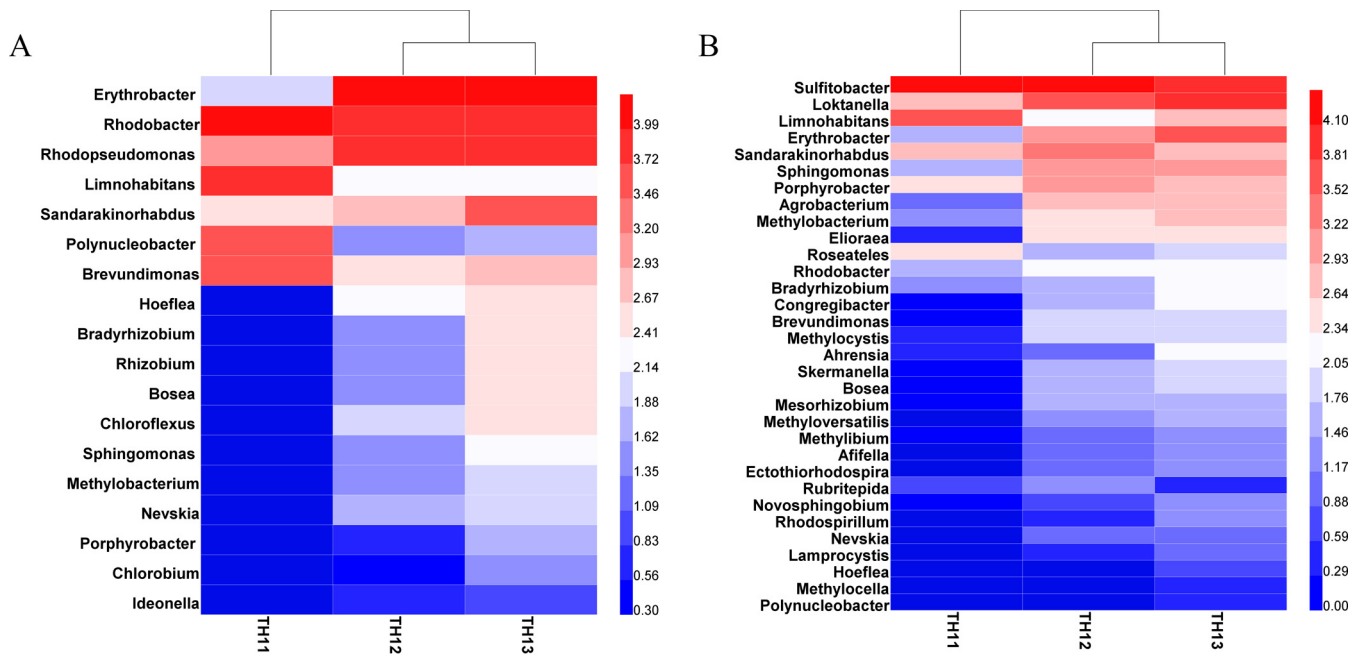 A
Erythrobacter
Rhodobacter
Rhodopseudomonas
Limnohabitans
Sandarakinorhabdus
Polynucleobacter
Brevundimonas
Hoeflea
Bradyrhizobium
Rhizobium
Bosea
Chloroflexus
Sphingomonas
Methylobacterium
Nevskia
Porphyrobacter
Chlorobium
Ideonella
TH11
TH12
TH13
3.99
3.72
3.46
3.20
2.93
2.67
2.41
2.14
1.88
1.62
1.35
1.09
0.83
0.56
0.30
B
Sulfitobacter
Loktanella
Limnohabitans
Erythrobacter
Sandarakinorhabdus
Sphingomonas
Porphyrobacter
Agrobacterium
Methylobacterium
Elioraea
Roseateles
Rhodobacter
Bradyrhizobium
Congregibacter
Brevundimonas
Methylocystis
Ahrensia
Skermanella
Bosea
Mesorhizobium
Methyloversatilis
Methylibium
Afifella
Ectothiorhodospira
Rubritepida
Novosphingobium
Rhodospirillum
Nevskia
Lamprocystis
Hoeflea
Methylocella
Polynucleobacter
TH11
TH12
TH13
4.10
3.81
3.52
3.22
2.93
2.64
2.34
2.05
1.76
1.46
1.17
0.88
0.59
0.29
0.00